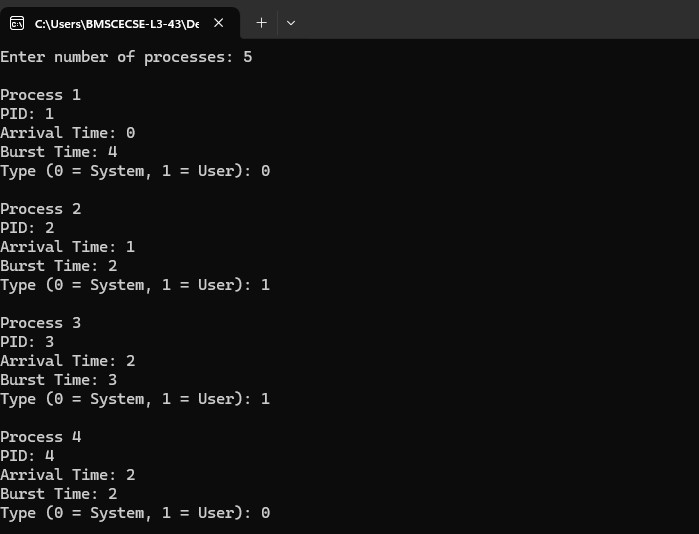 C:\Users\BMSCECSE-L3-43\De
Enter number of processes: 5
Process 1
PID: 1
Arrival Time: 0
Burst Time: 4
Type (0 = System, 1 = User): 0
Process 2
PID: 2
Arrival Time: 1
Burst Time: 2
Type (0 = System, 1 = User): 1
Process 3
PID: 3
Arrival Time: 2
Burst Time: 3
Type (0 = System, 1 = User): 1
Process 4
PID: 4
Arrival Time: 2
Burst Time: 2
Type (0 = System, 1 = User): 0